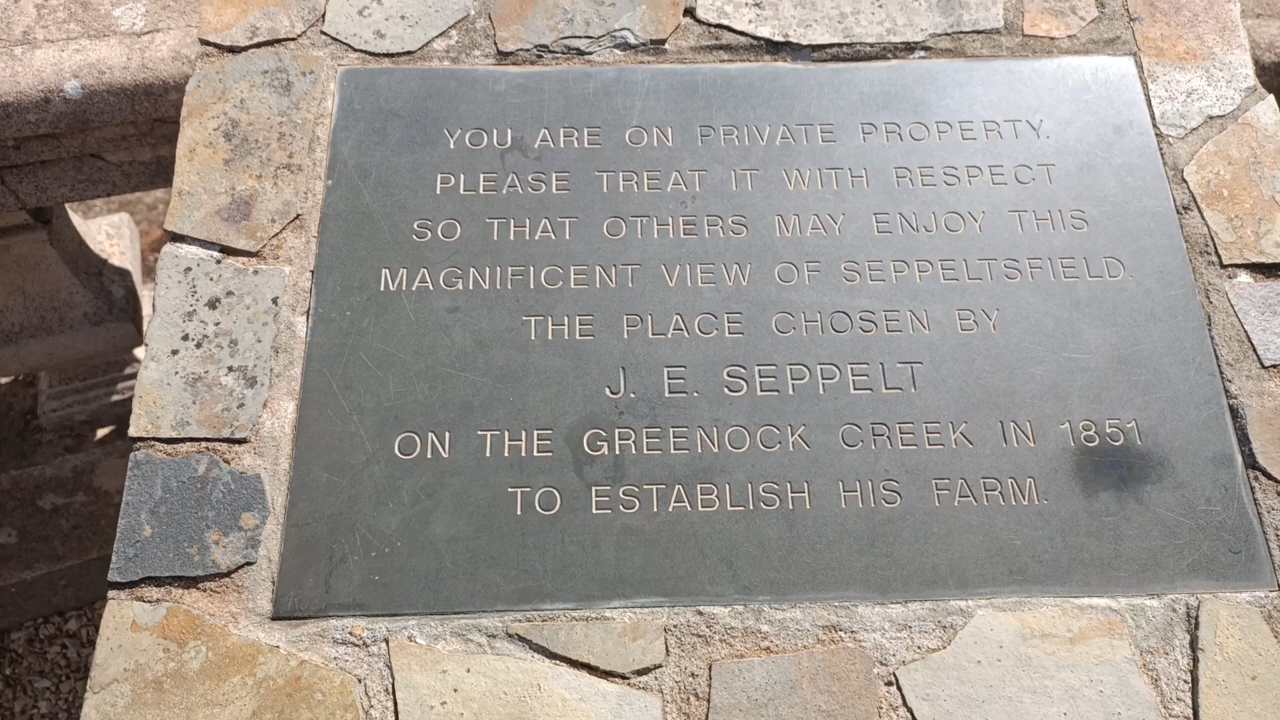 YOU ARE ON PRIVATE PROPERTY.
PLEASE TREAT IT WITH RESPECT
SO THAT OTHERS MAY ENJOY THIS
MAGNIFICENT VIEW OF SEPPELTSFIELD.
THE PLACE CHOSEN BY
J. E. SEPPELT
ON THE GREENOCK CREEK IN 1851
TO ESTABLISH HIS FARM.